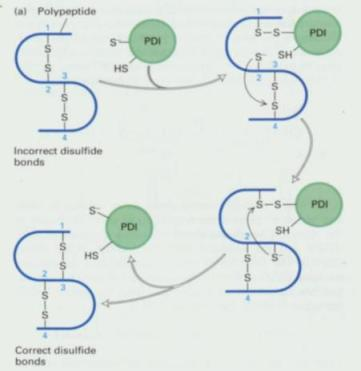 (a) Polypeptide
1
S
S
2
3
S
S
4
Incorrect disulfide
bonds
S⁻
HS
PDI
1
S–S
PDI
SH
S⁻
2
3
S
S
4
S–S
PDI
SH
2
S
S
S⁻
4
S⁻
HS
PDI
1
S
S
2
3
S
S
4
Correct disulfide
bonds